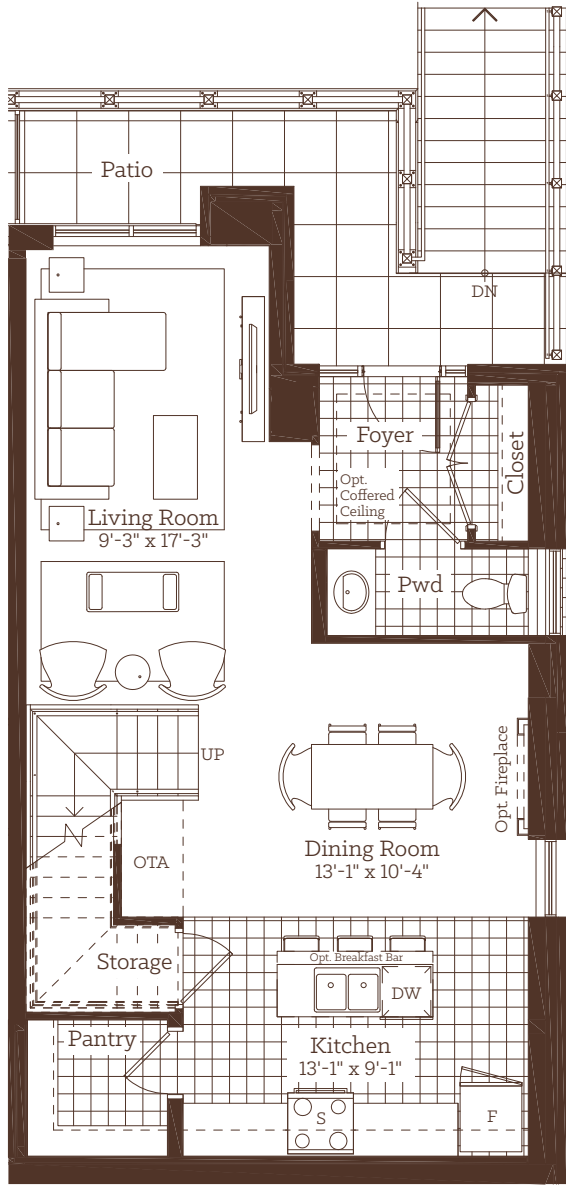 Patio
DN
Foyer
Closet
Opt.
Coffered
Ceiling
Living Room
9'-3" x 17'-3"
Pwd
UP
Opt. Fireplace
Dining Room
13'-1" x 10'-4"
OTA
Storage
Opt. Breakfast Bar
DW
Pantry
Kitchen
13'-1" x 9'-1"
S
F